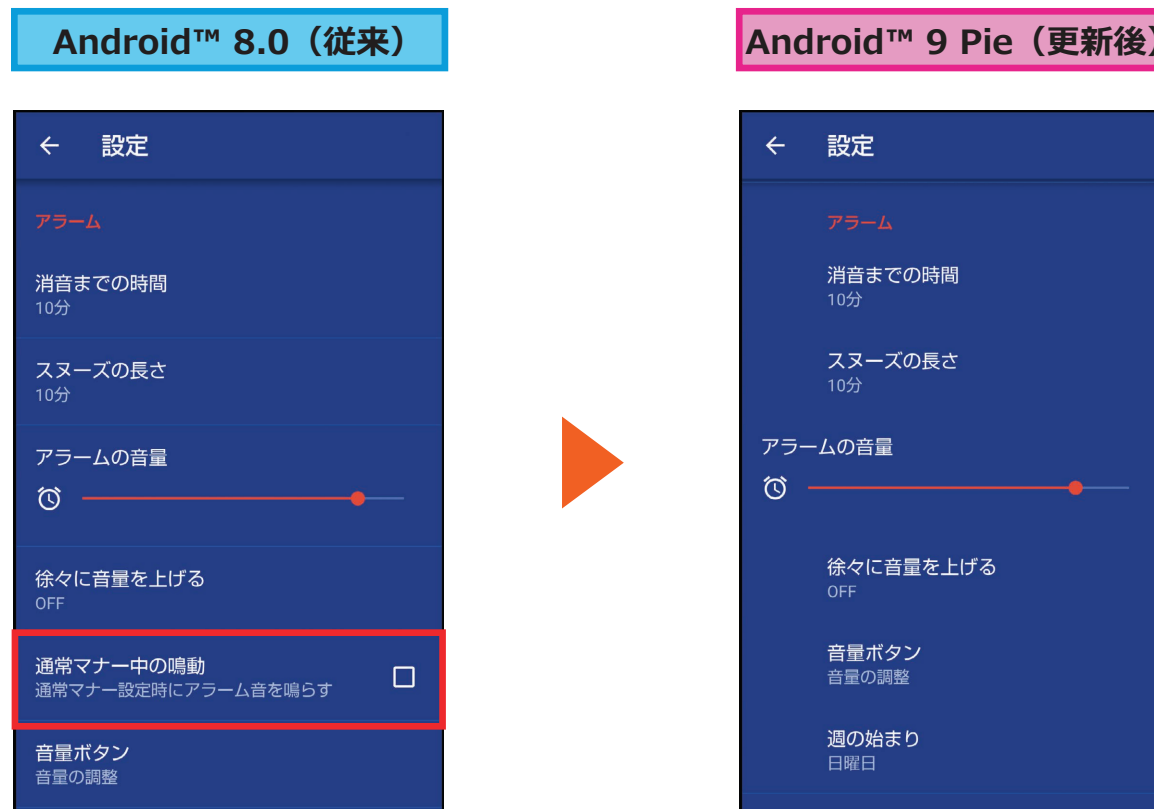 Android™ 8.0（従来）
設定
アラーム
消音までの時間
10分
スヌーズの長さ
10分
アラームの音量
徐々に音量を上げる
OFF
通常マナー中の鳴動
通常マナー設定時にアラーム音を鳴らす
音量ボタン
音量の調整
Android™ 9 Pie（更新後）
設定
アラーム
消音までの時間
10分
スヌーズの長さ
10分
アラームの音量
徐々に音量を上げる
OFF
音量ボタン
音量の調整
週の始まり
日曜日